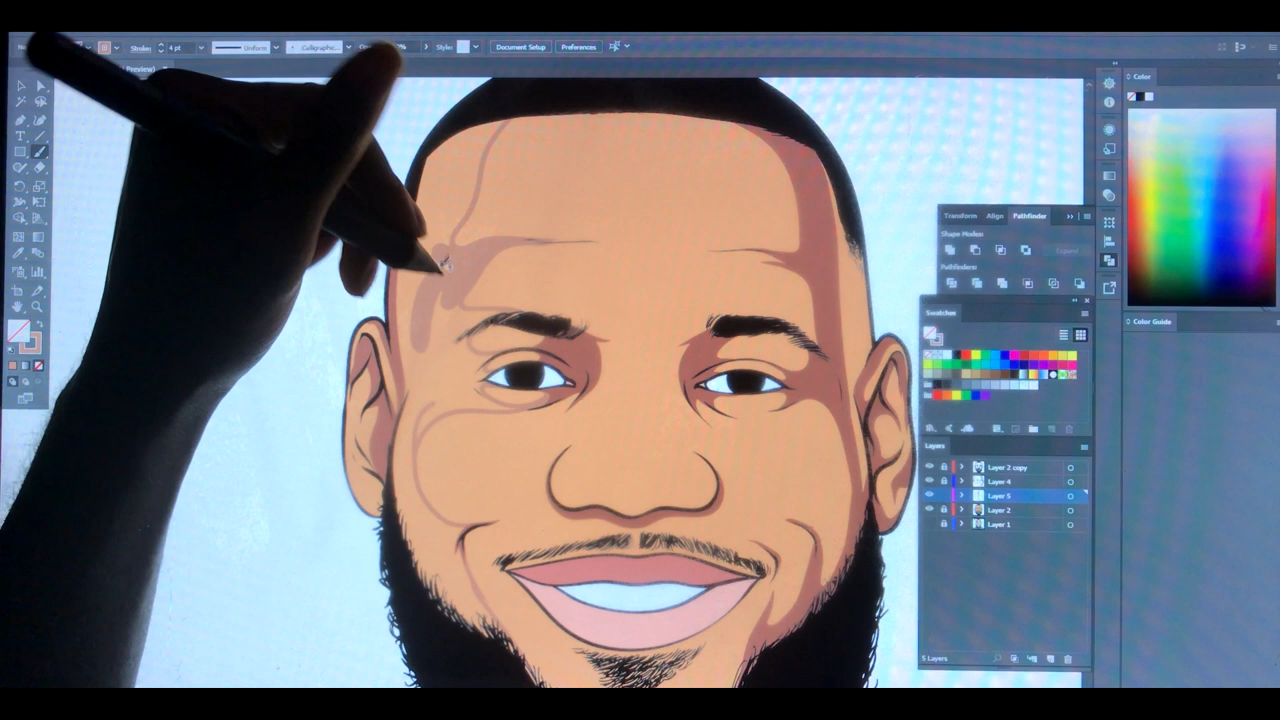 Stroke: 4 pt Uniform Calligraphic... Style: Document Setup Preferences
Preview)
Color
Transform Align Pathfinder
Shape Modes:
Expand
Pathfinders:
Swatches
Color Guide
Layers
Layer 2 copy
Layer 4
Layer 5
Layer 2
Layer 1
5 Layers